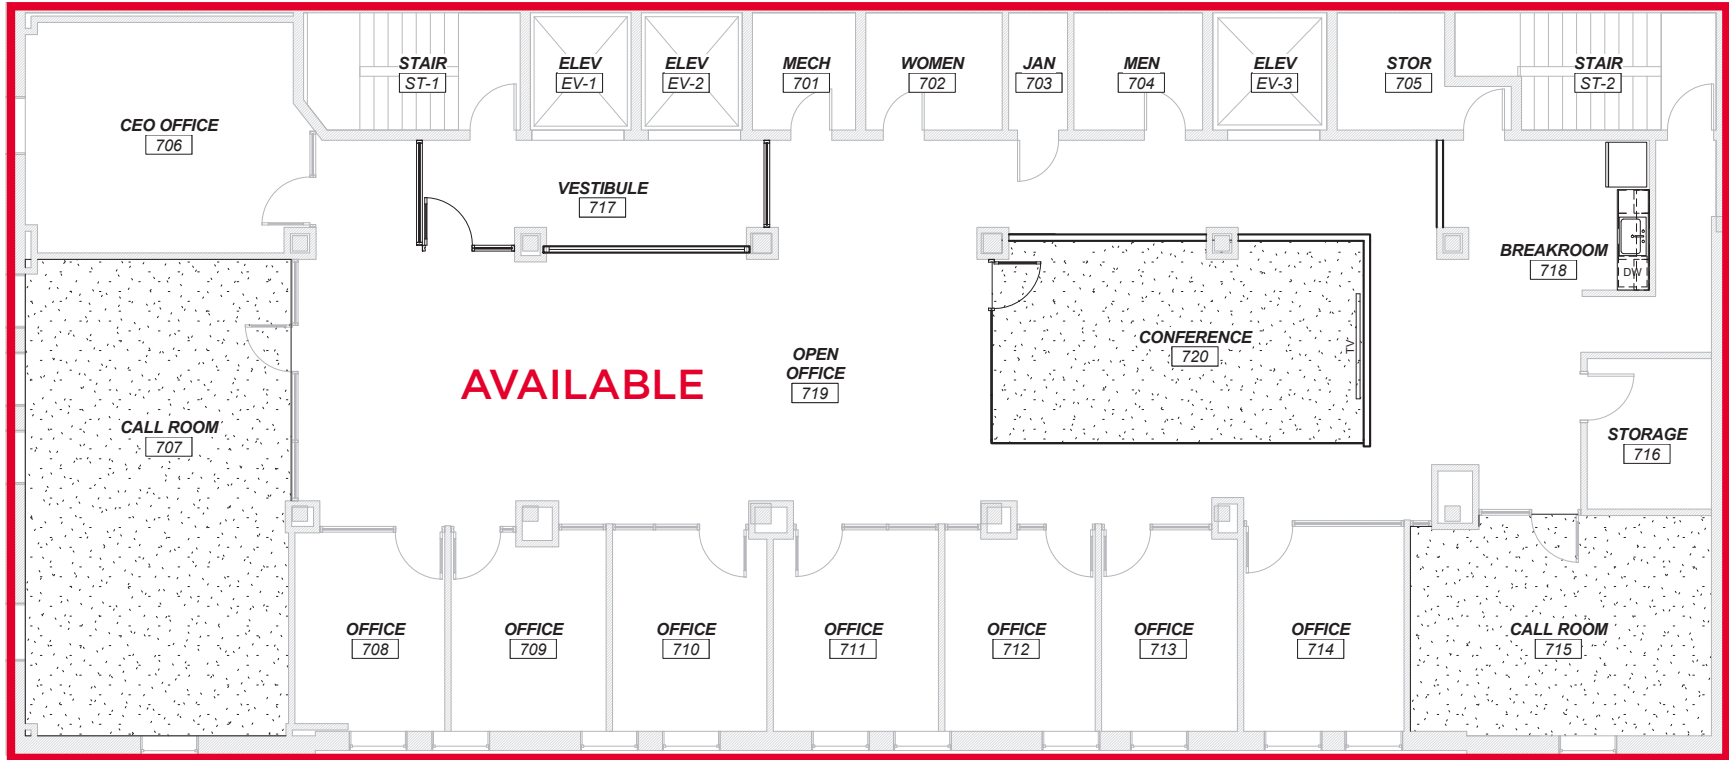 STAIR
ST-1
ELEV
EV-1
ELEV
EV-2
MECH
701
WOMEN
702
JAN
703
MEN
704
ELEV
EV-3
STOR
705
STAIR
ST-2
CEO OFFICE
706
VESTIBULE
717
BREAKROOM
718
DW
CONFERENCE
720
TV
OPEN
OFFICE
719
AVAILABLE
CALL ROOM
707
STORAGE
716
OFFICE
708
OFFICE
709
OFFICE
710
OFFICE
711
OFFICE
712
OFFICE
713
OFFICE
714
CALL ROOM
715